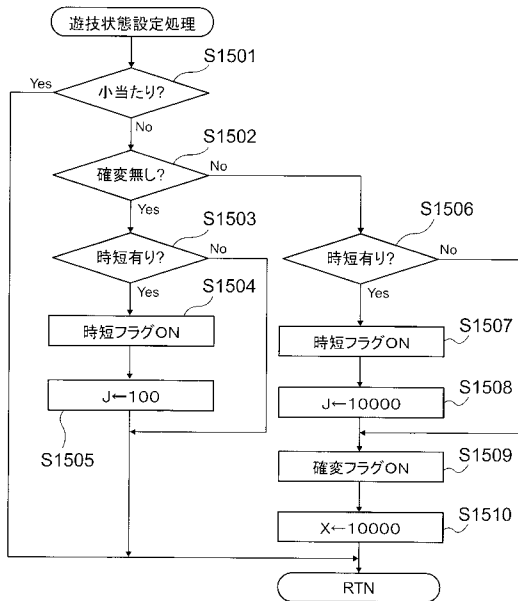 遊技状態設定処理
S1501
Yes
小当たり?
No
S1502
確変無し?
No
Yes
S1503
時短有り?
No
Yes
S1504
時短フラグON
J←100
S1505
S1506
時短有り?
No
Yes
S1507
時短フラグON
S1508
J←10000
S1509
確変フラグON
S1510
X←10000
RTN